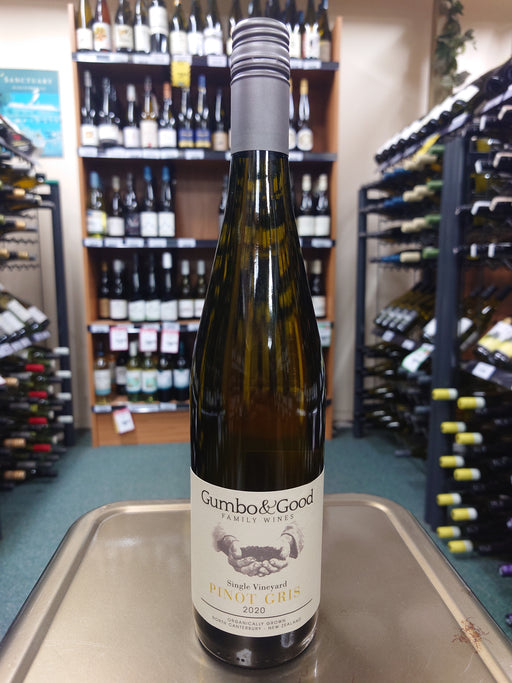 SANCTUARY
Gumbo&Good
FAMILY WINES
Single Vineyard
PINOT GRIS
2020
ORGANICALLY GROWN
NORTH CANTERBURY - NEW ZEALAND